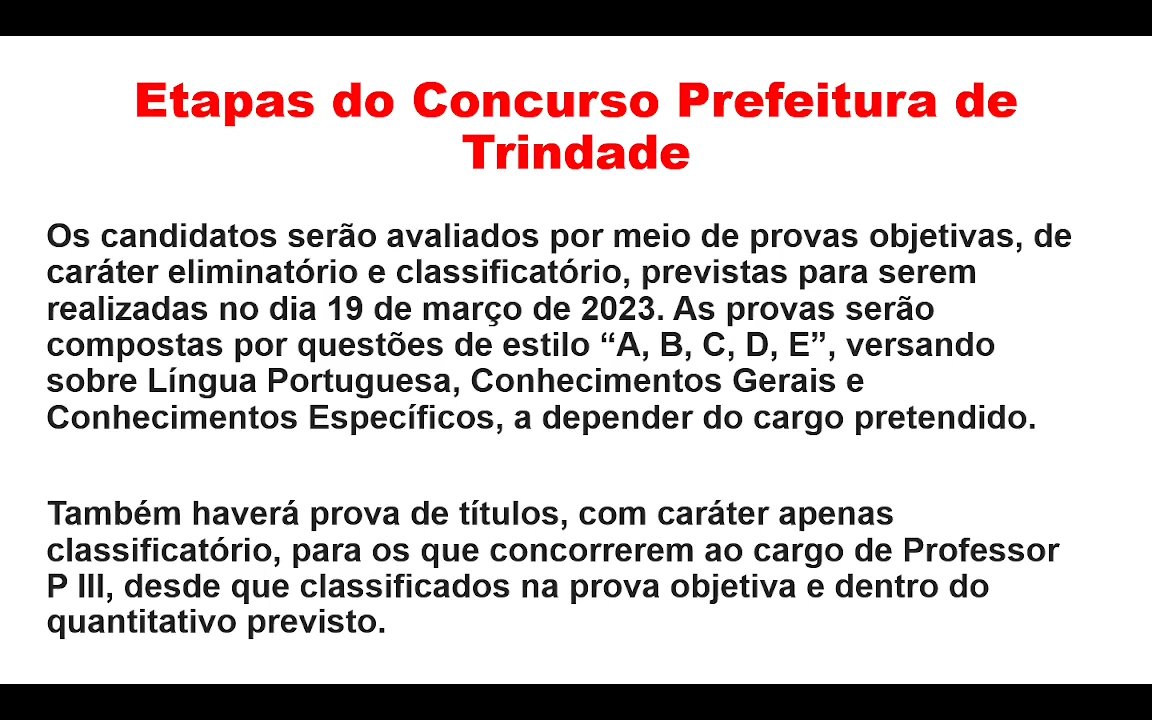 Etapas do Concurso Prefeitura de
Trindade
Os candidatos serão avaliados por meio de provas objetivas, de
caráter eliminatório e classificatório, previstas para serem
realizadas no dia 19 de março de 2023. As provas serão
compostas por questões de estilo “A, B, C, D, E”, versando
sobre Língua Portuguesa, Conhecimentos Gerais e
Conhecimentos Específicos, a depender do cargo pretendido.
Também haverá prova de títulos, com caráter apenas
classificatório, para os que concorrerem ao cargo de Professor
P III, desde que classificados na prova objetiva e dentro do
quantitativo previsto.